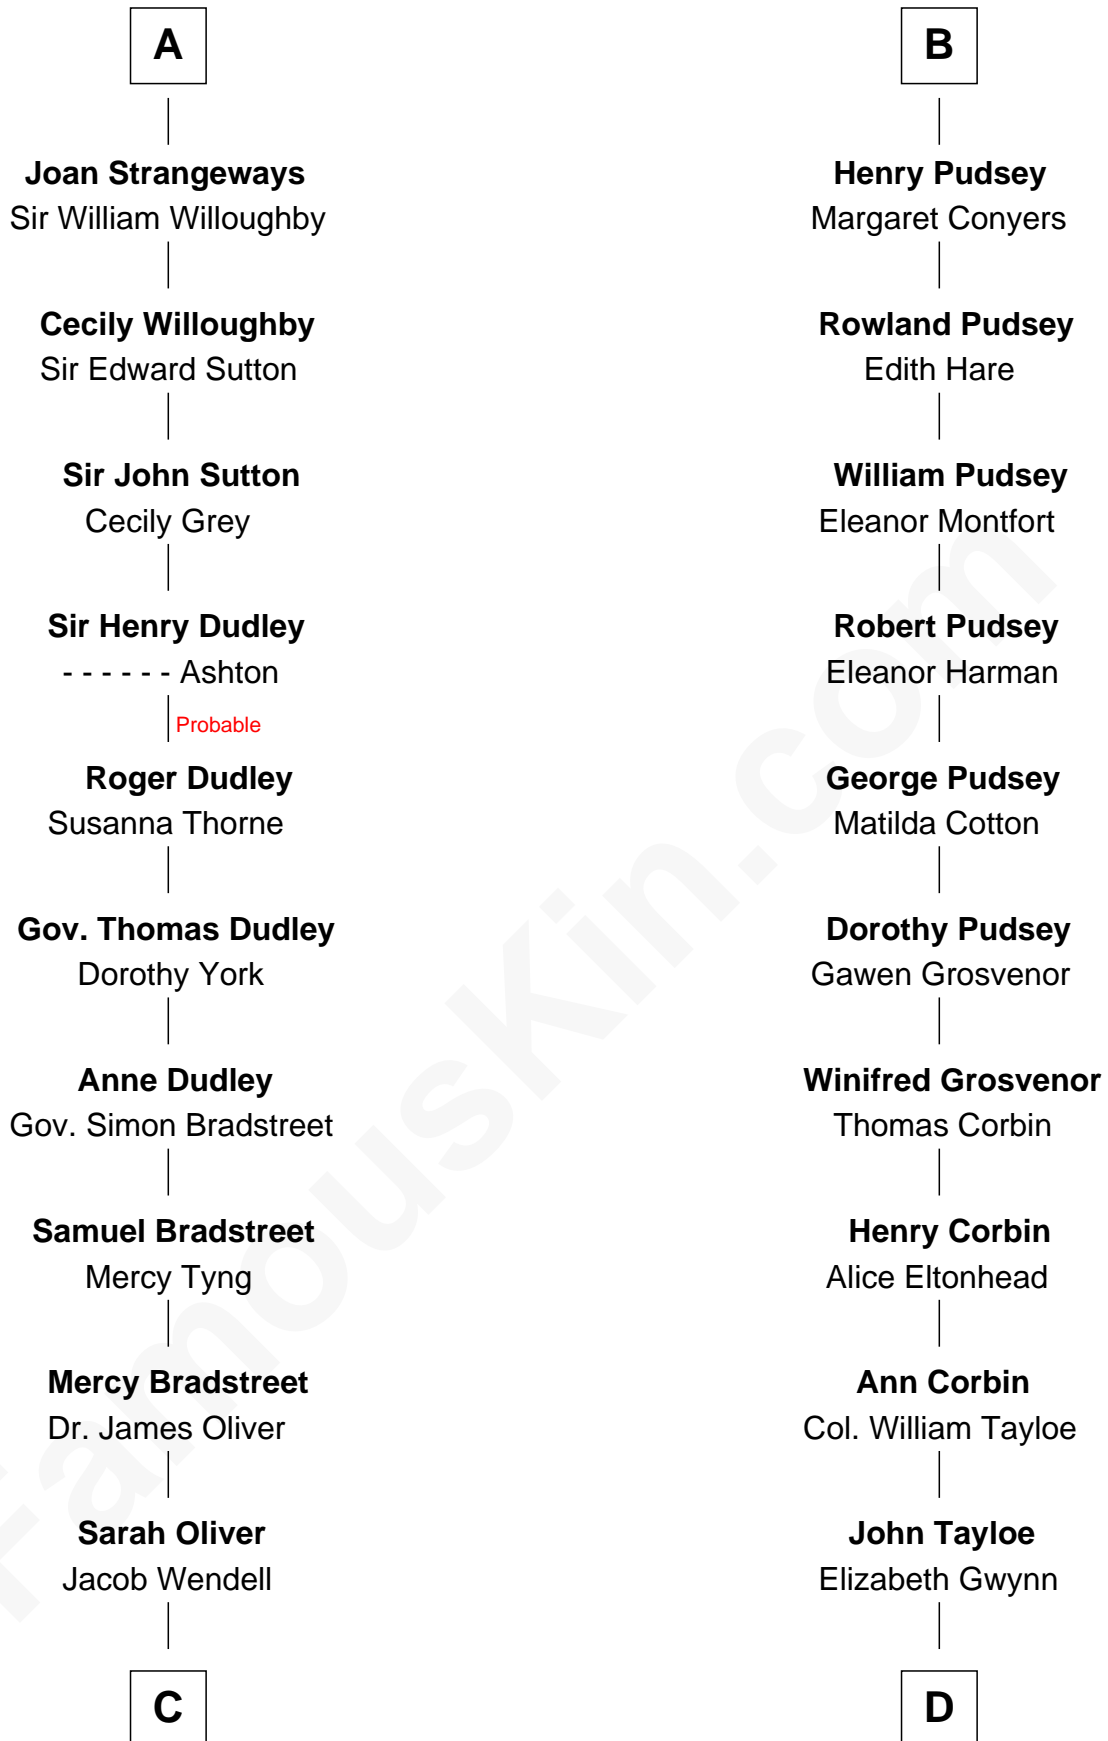 A
Joan Strangeways
Sir William Willoughby
Cecily Willoughby
Sir Edward Sutton
Sir John Sutton
Cecily Grey
Sir Henry Dudley
- - - - - - Ashton
Probable
Roger Dudley
Susanna Thorne
Gov. Thomas Dudley
Dorothy York
Anne Dudley
Gov. Simon Bradstreet
Samuel Bradstreet
Mercy Tyng
Mercy Bradstreet
Dr. James Oliver
Sarah Oliver
Jacob Wendell
C
B
Henry Pudsey
Margaret Conyers
Rowland Pudsey
Edith Hare
William Pudsey
Eleanor Montfort
Robert Pudsey
Eleanor Harman
George Pudsey
Matilda Cotton
Dorothy Pudsey
Gawen Grosvenor
Winifred Grosvenor
Thomas Corbin
Henry Corbin
Alice Eltonhead
Ann Corbin
Col. William Tayloe
John Tayloe
Elizabeth Gwynn
D
FamousKin.com